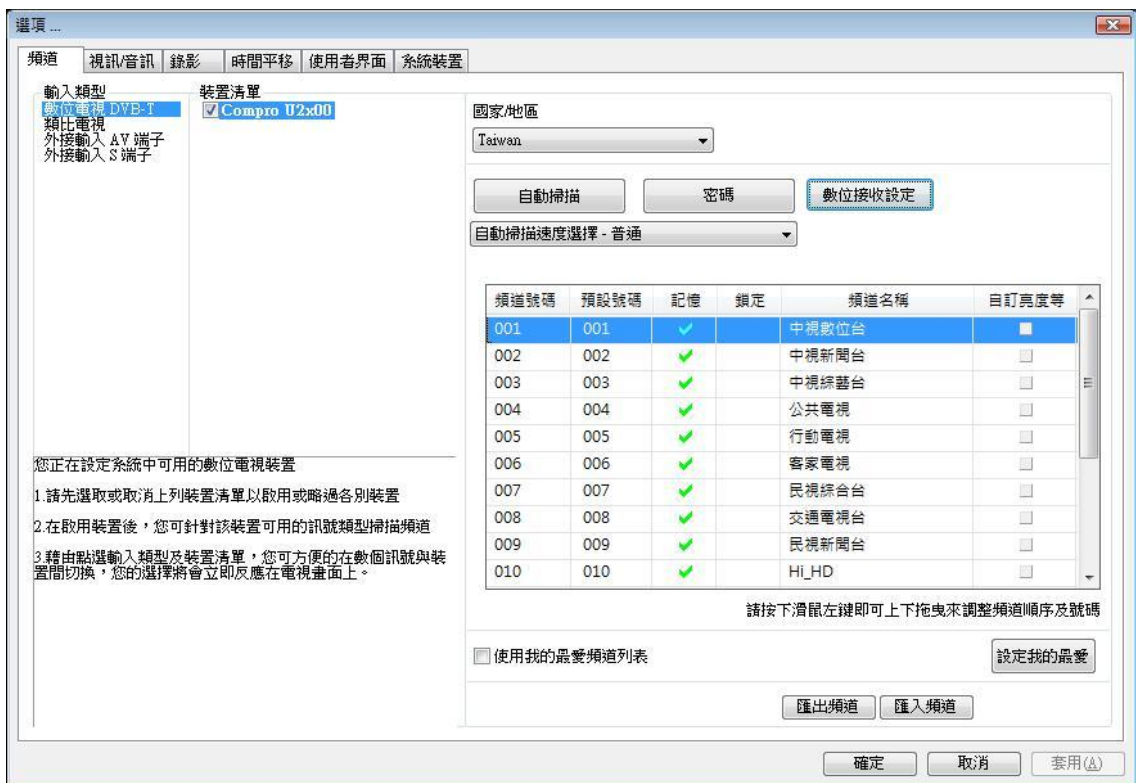 選項 ...
頻道 視訊/音訊 錄影 時間平移 使用者界面 系統裝置
輸入類型
數位電視 DVB-T
類比電視
外接輸入 AV 端子
外接輸入 S 端子
裝置清單
Compro U2x00
您正在設定系統中可用的數位電視裝置
1.請先選取或取消上列裝置清單以啟用或略過各別裝置
2.在啟用裝置後，您可針對該裝置可用的訊號類型掃描頻道
3.藉由點選輸入類型及裝置清單，您可方便的在數個訊號與裝
置間切換，您的選擇將會立即反應在電視畫面上。
國家/地區
Taiwan
自動掃描 密碼 數位接收設定
自動掃描速度選擇 - 普通
頻道號碼 預設號碼 記憶 鎖定 頻道名稱 自訂亮度等
001 001 中視數位台
002 002 中視新聞台
003 003 中視綜藝台
004 004 公共電視
005 005 行動電視
006 006 客家電視
007 007 民視綜合台
008 008 交通電視台
009 009 民視新聞台
010 010 Hi_HD
請按下滑鼠左鍵即可上下拖曳來調整頻道順序及號碼
使用我的最愛頻道列表 設定我的最愛
匯出頻道 匯入頻道
確定 取消 套用(A)